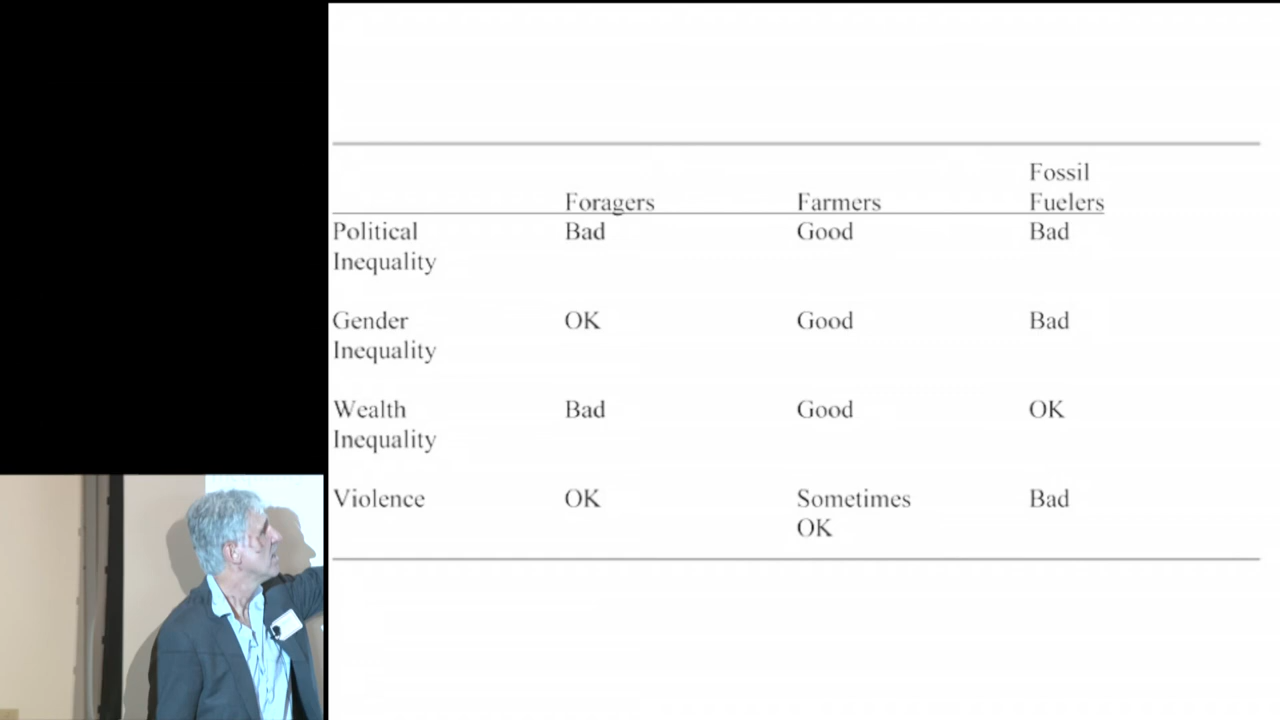 Fossil
Foragers Farmers Fuelers
Political Bad Good Bad
Inequality
Gender OK Good Bad
Inequality
Wealth Bad Good OK
Inequality
Violence OK Sometimes Bad
OK